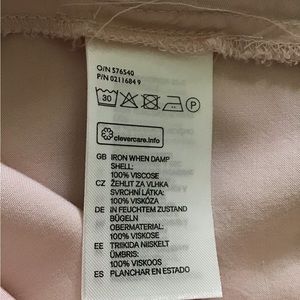 O/N 576540
P/N 0211684 9
30
P
clevercare.info
GB IRON WHEN DAMP
SHELL:
100% VISCOSE
CZ ŽEHLIT ZA VLHKA
SVRCHNÍ LÁTKA:
100% VISKÓZA
DE IN FEUCHTEM ZUSTAND
BÜGELN
OBERMATERIAL:
100% VISKOSE
EE TRIIKIDA NIISKELT
ÜMBRIS:
100% VISKOOS
ES PLANCHAR EN ESTADO